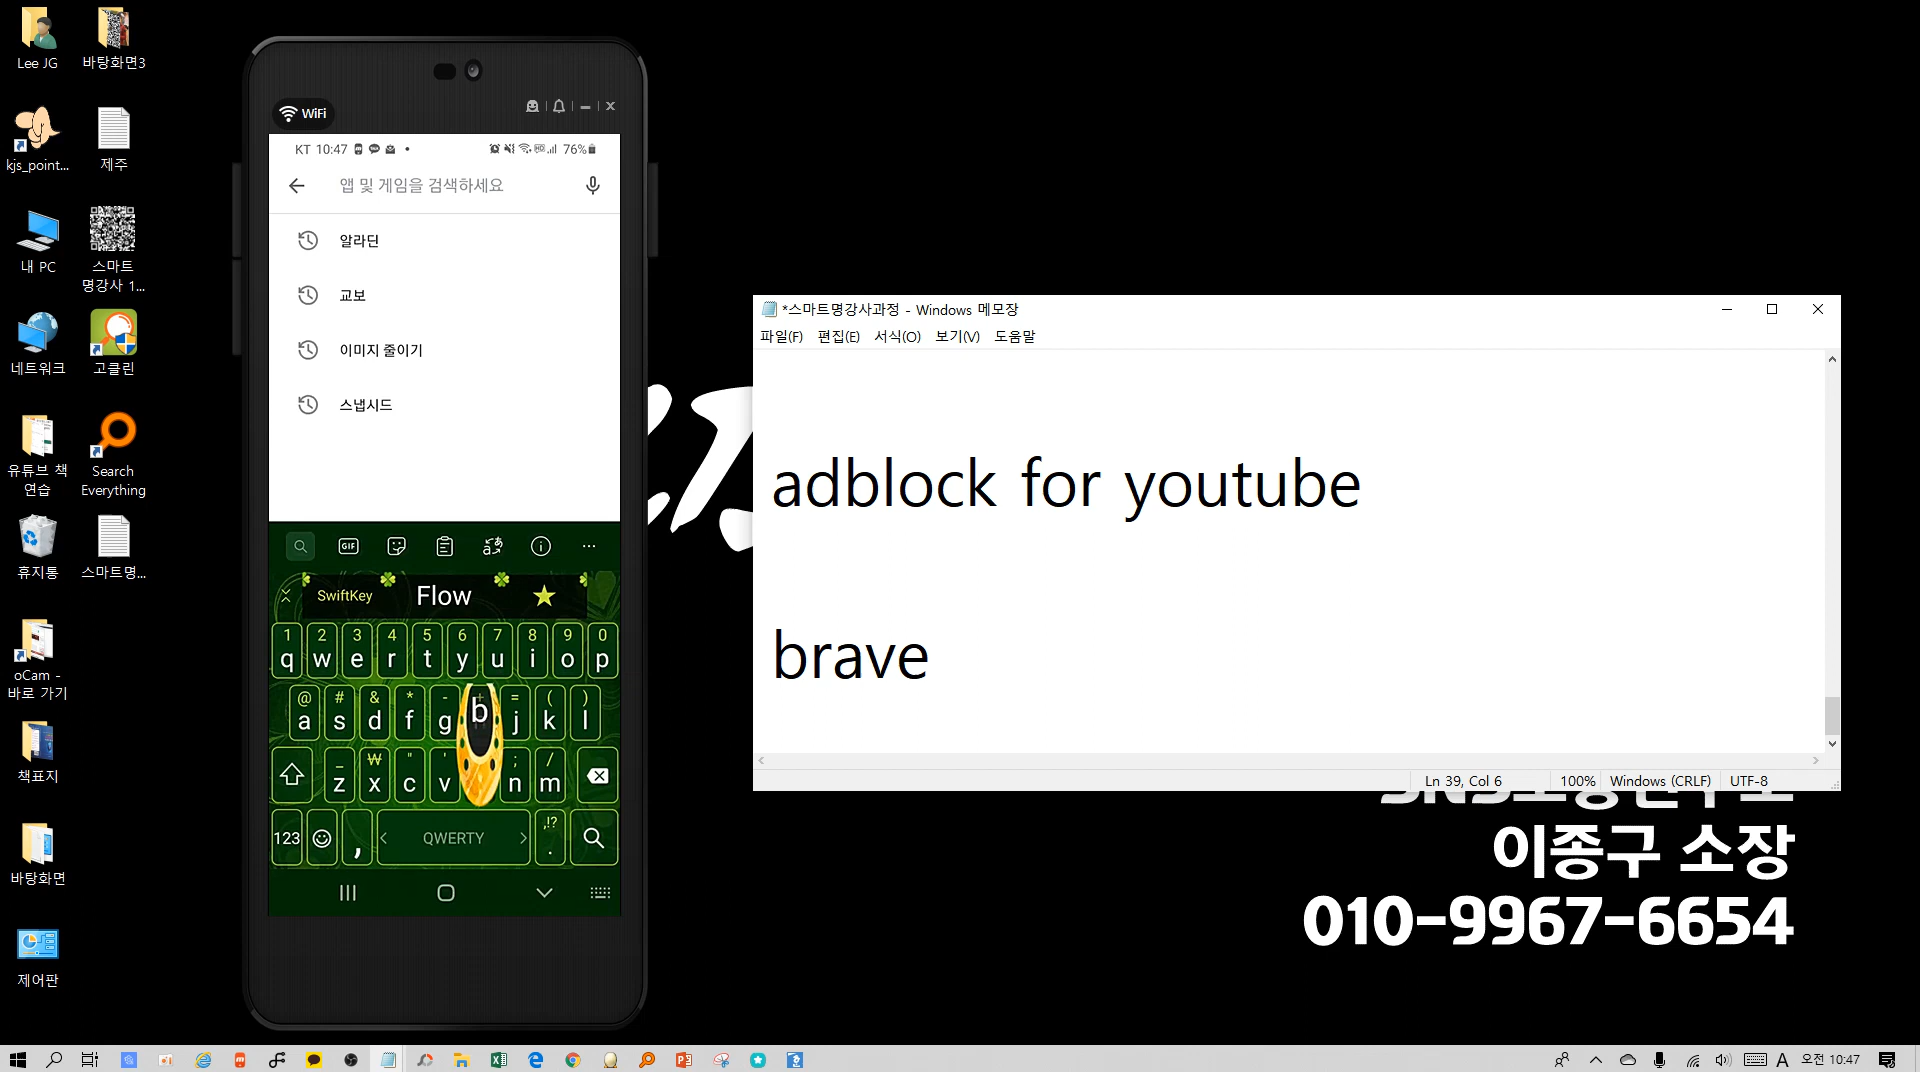 Lee JG
바탕화면3
kjs_point...
제주
내 PC
스마트
명강사 1...
네트워크
고클린
유튜브 책
연습
Search
Everything
휴지통
스마트명...
oCam -
바로 가기
책표지
바탕화면
제어판
WiFi
KT 10:47
76%
앱 및 게임을 검색하세요
알라딘
교보
이미지 줄이기
스냅시드
GIF
SwiftKey
Flow
1 2 3 4 5 6 7 8 9 0
q w e r t y u i o p
@ # & * - + = ( )
a s d f g b j k l
_ ₩ " ' ; /
z x c v n m
123 , QWERTY ,!? .
*스마트명강사과정 - Windows 메모장
파일(F) 편집(E) 서식(O) 보기(V) 도움말
adblock for youtube
brave
Ln 39, Col 6
100%
Windows (CRLF)
UTF-8
이종구 소장
010-9967-6654
A
오전 10:47